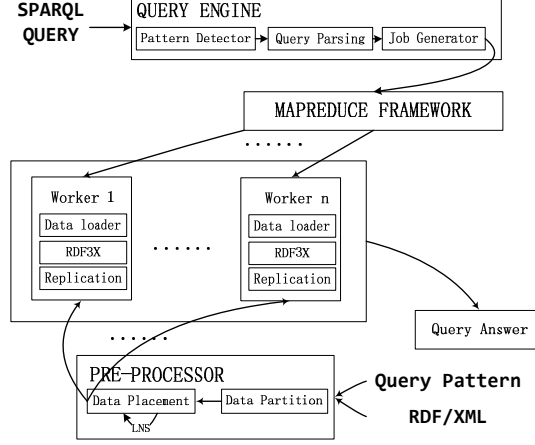 SPARQL
QUERY
QUERY ENGINE
Pattern Detector
Query Parsing
Job Generator
MAPREDUCE FRAMEWORK
Worker 1
Data loader
RDF3X
Replication
Worker n
Data loader
RDF3X
Replication
Query Answer
PRE-PROCESSOR
Data Placement
Data Partition
LNS
Query Pattern
RDF/XML